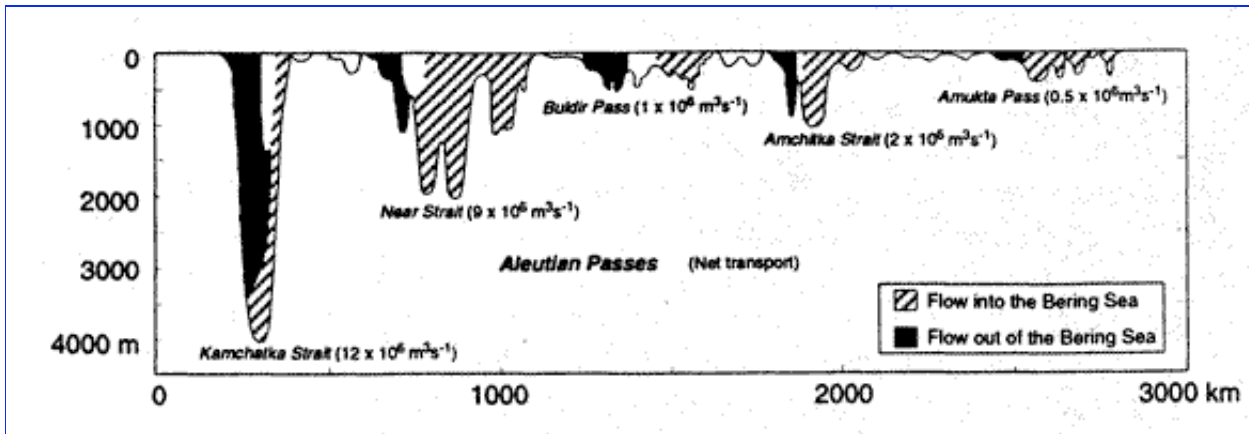 0
1000
2000
3000
4000 m
Buldir Pass (1 x 10⁶ m³s⁻¹)
Amukta Pass (0.5 x 10⁶m³s⁻¹)
Amchitka Strait (2 x 10⁶ m³s⁻¹)
Near Strait (9 x 10⁶ m³s⁻¹)
Aleutian Passes (Net transport)
Flow into the Bering Sea
Flow out of the Bering Sea
Kamchatka Strait (12 x 10⁶ m³s⁻¹)
0 1000 2000 3000 km